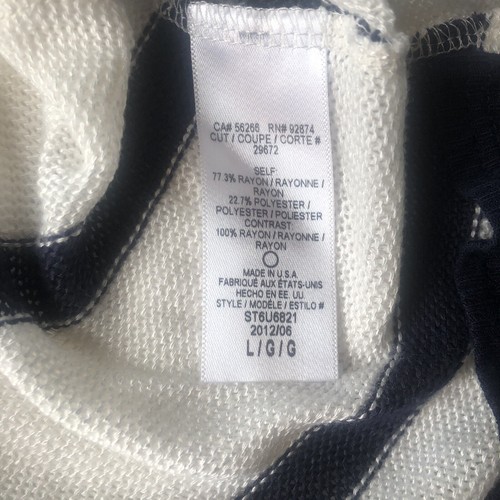 CA# 56266 RN# 92874
CUT / COUPE / CORTE #
29672
SELF:
77.3% RAYON / RAYONNE /
RAYON
22.7% POLYESTER /
POLYESTER / POLIESTER
CONTRAST:
100% RAYON / RAYONNE /
RAYON
MADE IN U.S.A
FABRIQUÉ AUX ÉTATS-UNIS
HECHO EN EE. UU.
STYLE / MODÈLE / ESTILO #
ST6U6821
2012/06
L / G / G